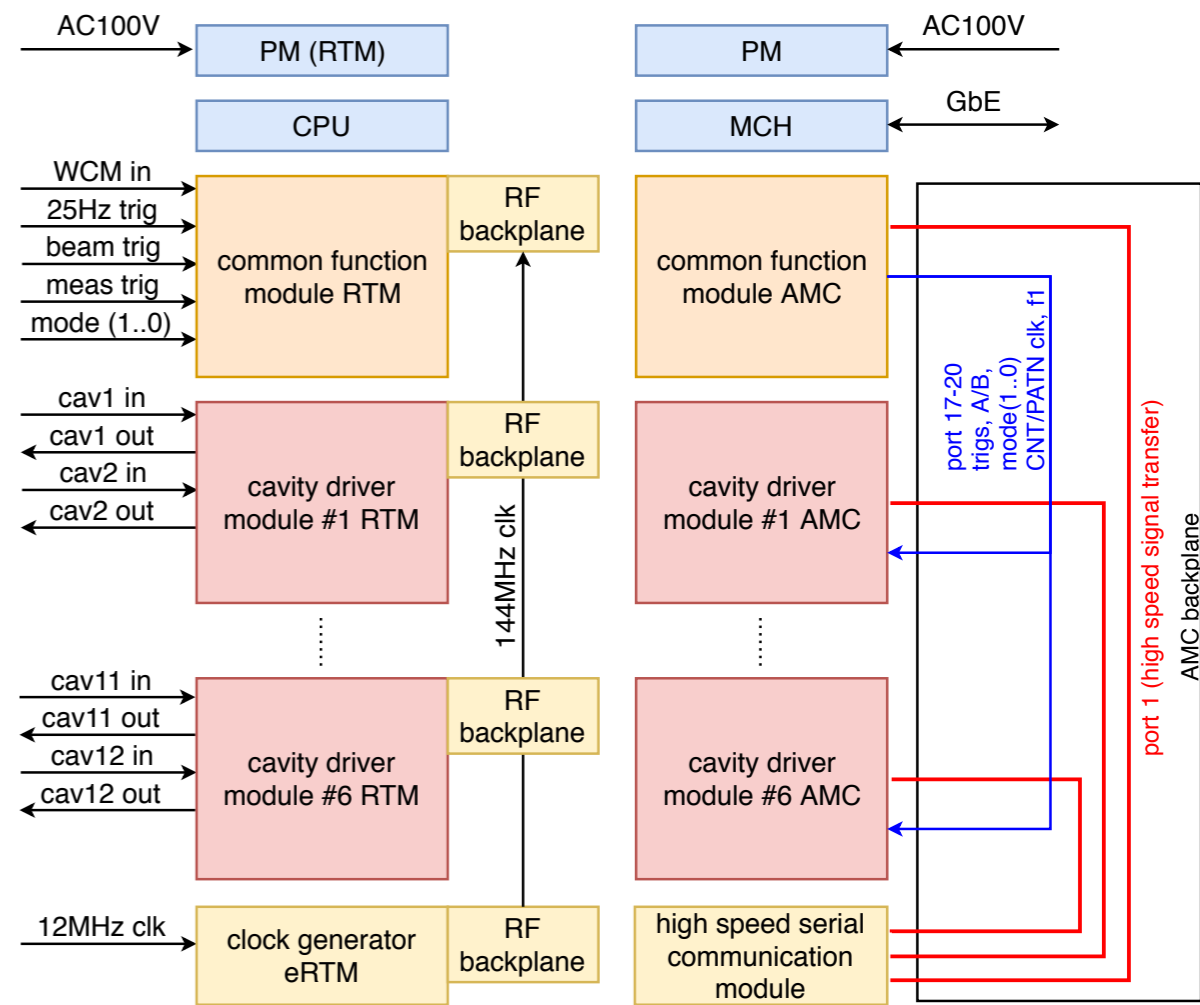 AC100V
PM (RTM)
PM
AC100V
CPU
MCH
GbE
WCM in
25Hz trig
beam trig
meas trig
mode (1..0)
common function
module RTM
RF
backplane
common function
module AMC
cav1 in
cav1 out
cav2 in
cav2 out
cavity driver
module #1 RTM
RF
backplane
cavity driver
module #1 AMC
port 17-20
trigs, A/B,
mode(1..0)
CNT/PATN clk, f1
port 1 (high speed signal transfer)
AMC backplane
144MHz clk
cav11 in
cav11 out
cav12 in
cav12 out
cavity driver
module #6 RTM
RF
backplane
cavity driver
module #6 AMC
12MHz clk
clock generator
eRTM
RF
backplane
high speed serial
communication
module